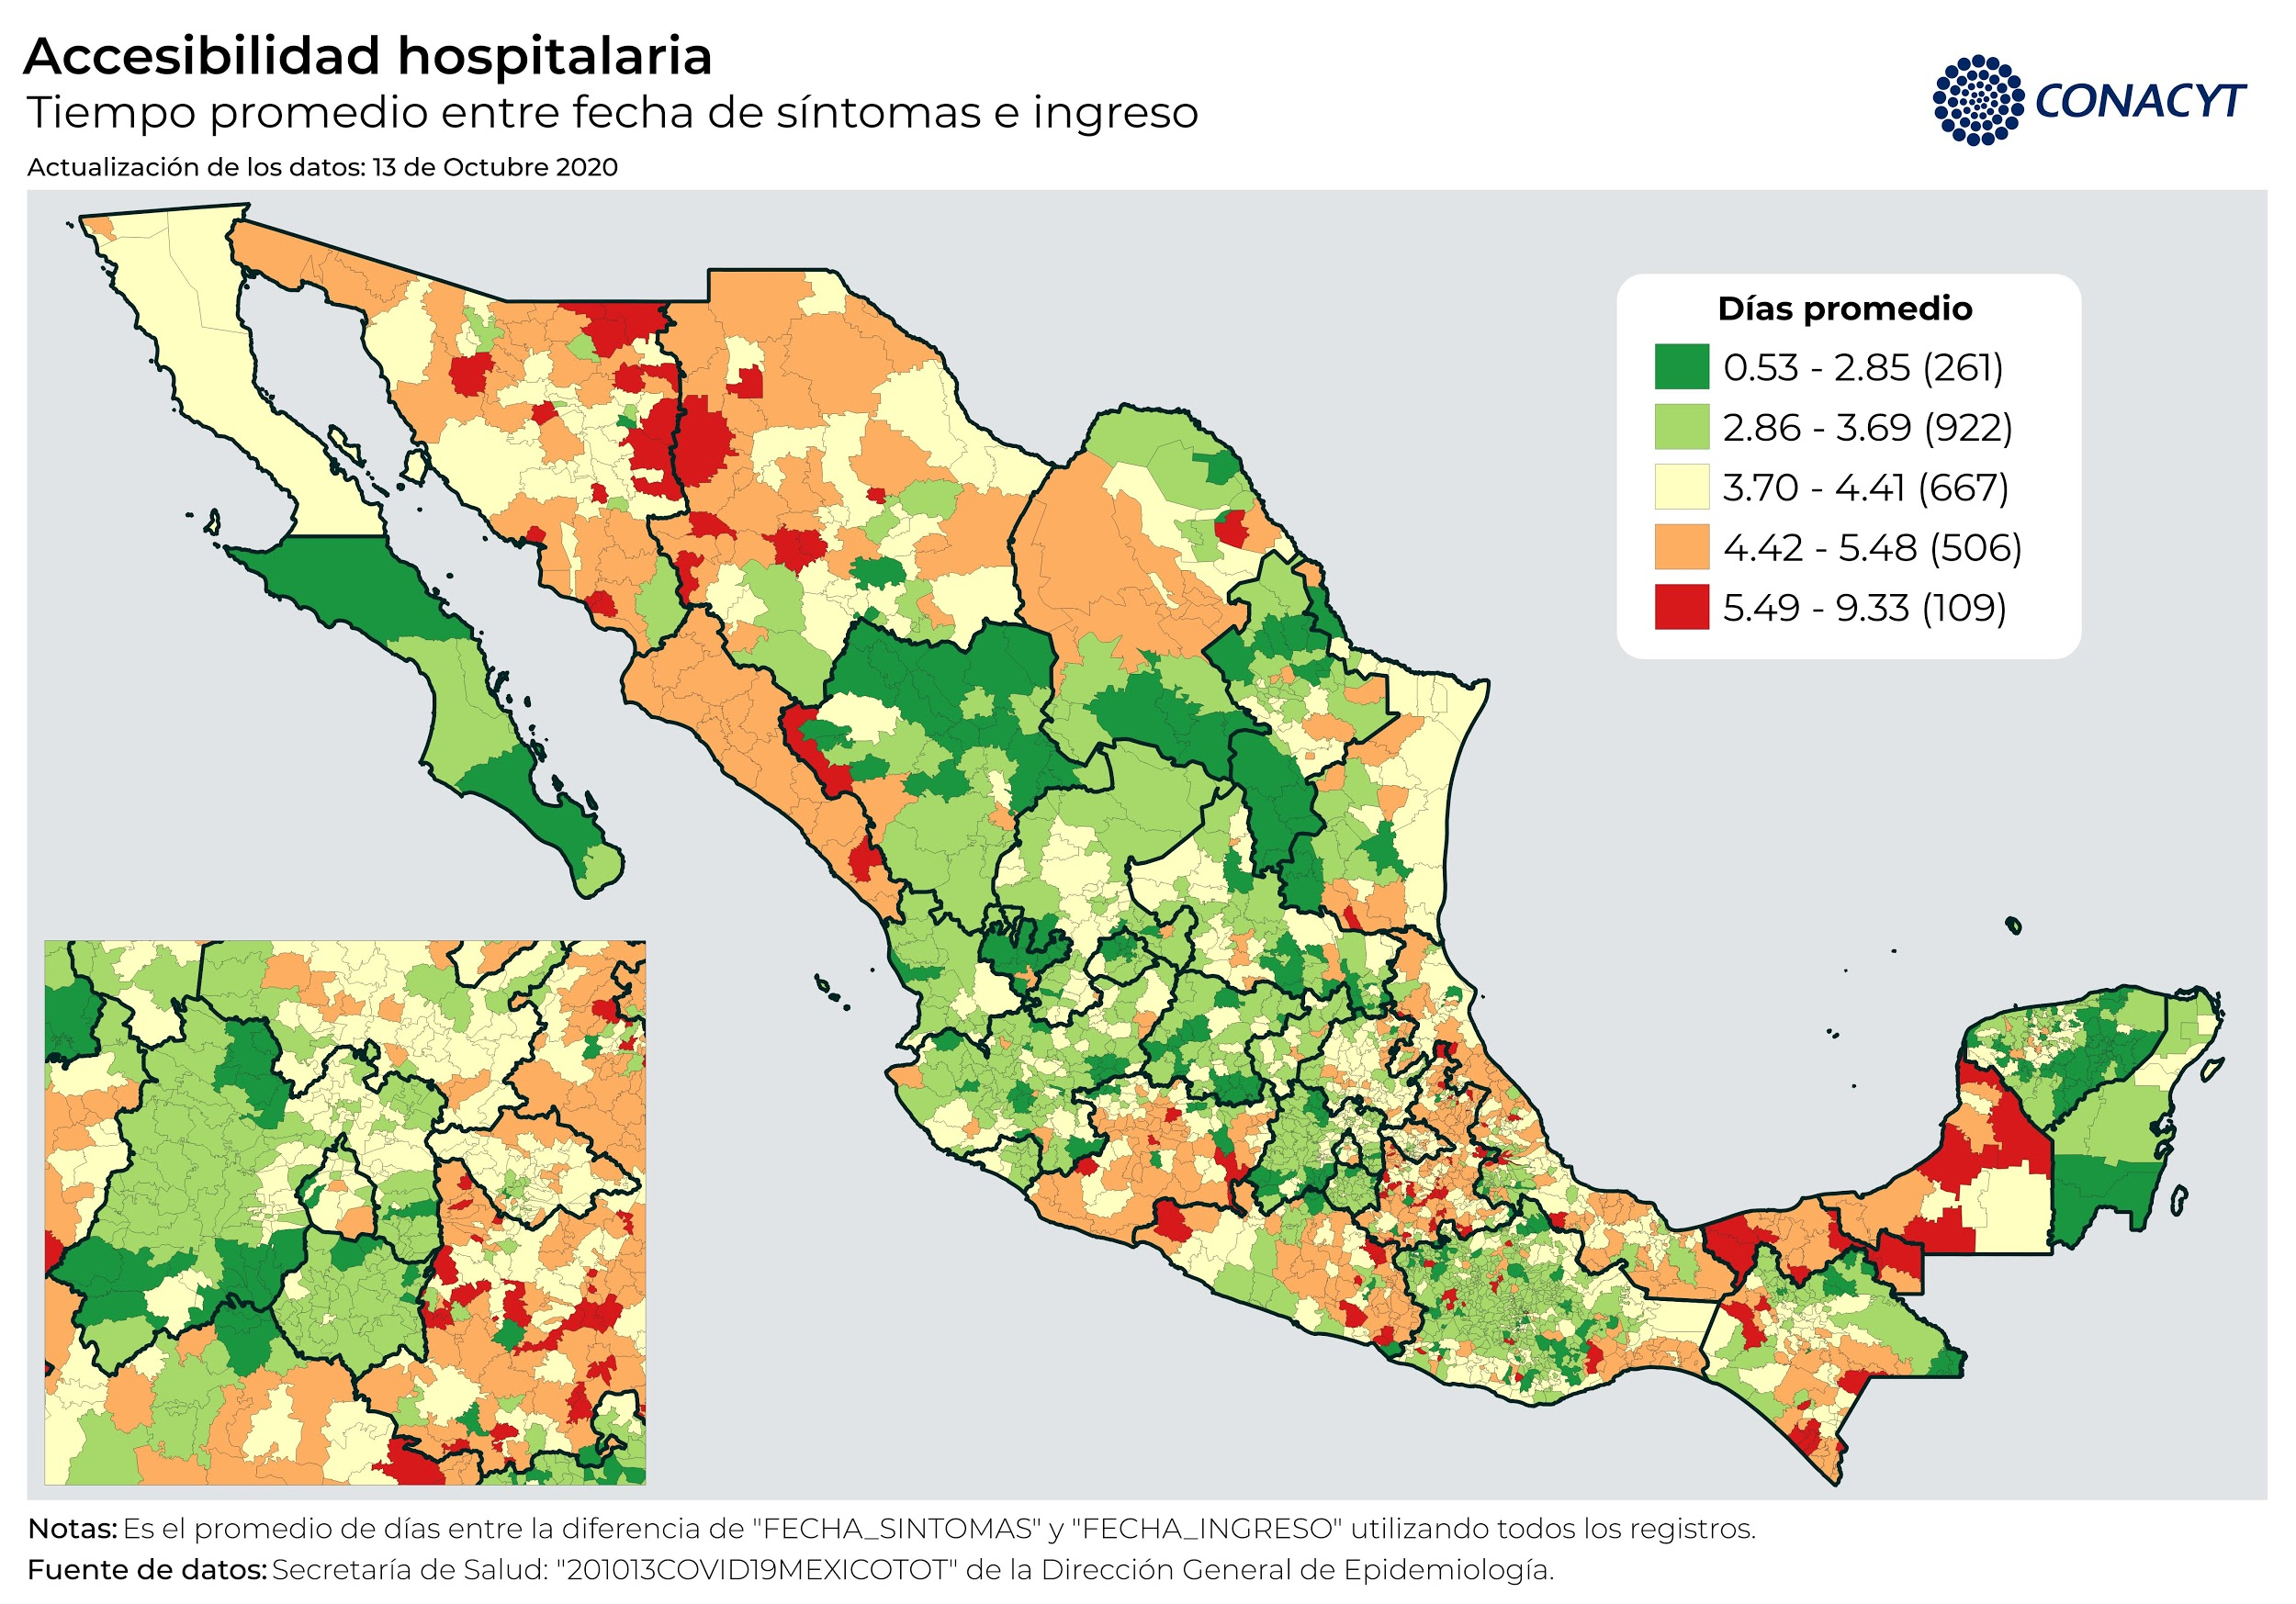 Accesibilidad hospitalaria
Tiempo promedio entre fecha de síntomas e ingreso
Actualización de los datos: 13 de Octubre 2020
CONACYT
Días promedio
0.53 - 2.85 (261)
2.86 - 3.69 (922)
3.70 - 4.41 (667)
4.42 - 5.48 (506)
5.49 - 9.33 (109)
Notas: Es el promedio de días entre la diferencia de "FECHA_SINTOMAS" y "FECHA_INGRESO" utilizando todos los registros.
Fuente de datos: Secretaría de Salud: "201013COVID19MEXICOTOT" de la Dirección General de Epidemiología.